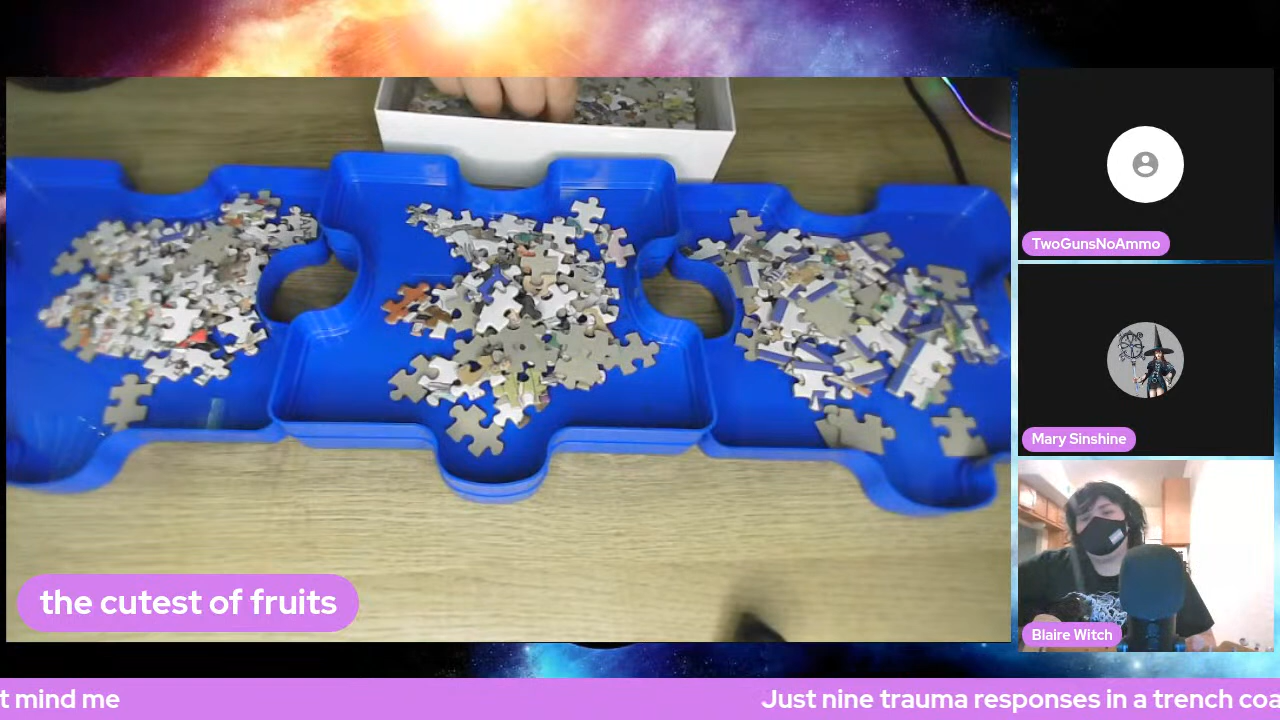 TwoGunsNoAmmo
Mary Sinshine
Blaire Witch
the cutest of fruits
t mind me
Just nine trauma responses in a trench coa